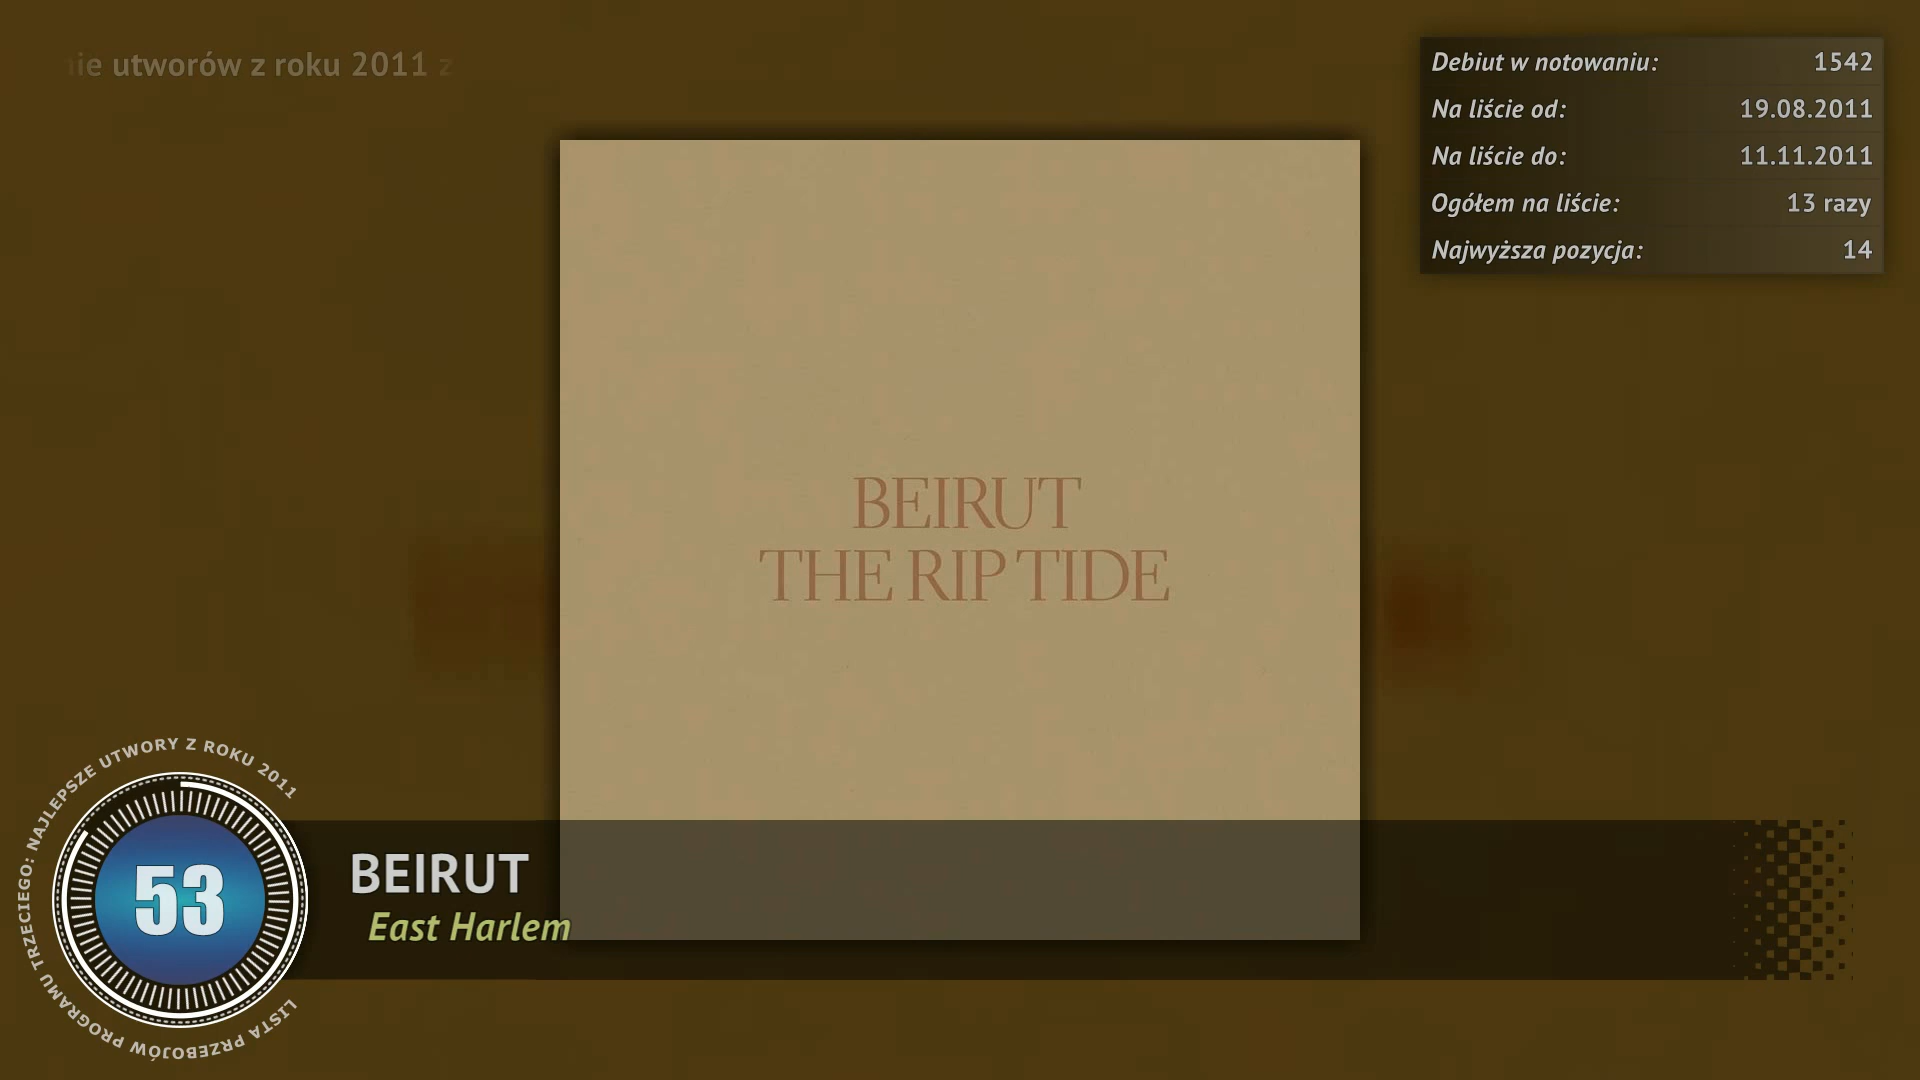 nie utworów z roku 2011 z
Debiut w notowaniu: 1542
Na liście od: 19.08.2011
Na liście do: 11.11.2011
Ogółem na liście: 13 razy
Najwyższa pozycja: 14
BEIRUT
THE RIP TIDE
LISTA PRZEBOJÓW PROGRAMU TRZECIEGO: NAJLEPSZE UTWORY Z ROKU 2011
53
BEIRUT
East Harlem